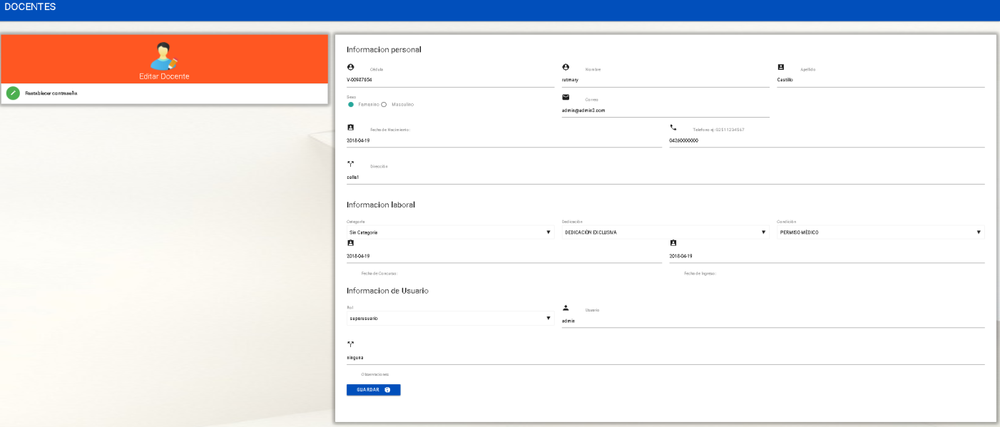 DOCENTES
Editar Docente
Restablecer contraseña
Informacion personal
Cédula
Nombre
Apellido
V-00987654
rutmary
Castillo
Sexo
Femenino
Masculino
Correo
admin@admin3.com
Fecha de Nacimiento:
Telefono ej: 02511234567
2018-04-19
04260000000
Dirección
calle1
Informacion laboral
Categoría
Dedicación
Condición
Sin Categoria
DEDICACIÓN EXCLUSIVA
PERMISO MÉDICO
2018-04-19
2018-04-19
Fecha de Concurso:
Fecha de Ingreso:
Informacion de Usuario
Rol
Usuario
superusuario
admin
ninguna
Observaciones
GUARDAR